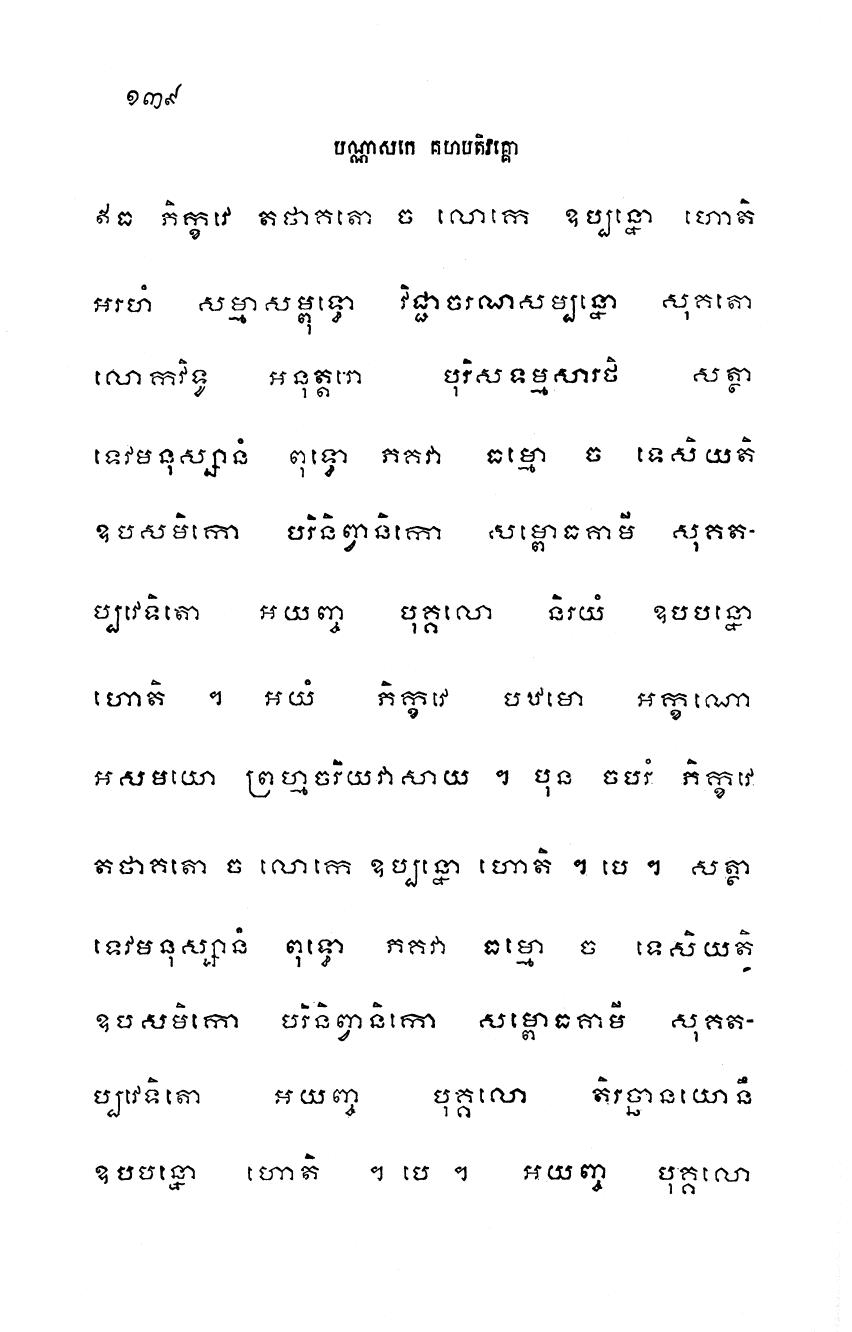 ១៣៩
បណ្ណាសកេ គហបតិវគ្គោ
ឥធ ភិក្ខវេ តថាគតោ ច លោកេ ឧប្បន្នោ ហោតិ
អរហំ សម្មាសម្ពុទ្ធោ វិជ្ជាចរណសម្បន្នោ សុគតោ
លោកវិទូ អនុត្តរោ បុរិសទម្មសារថិ សត្ថា
ទេវមនុស្សានំ ពុទ្ធោ ភគវា ធម្មោ ច ទេសិយតិ
ឧបសមិកោ បរិនិព្វានិកោ សម្ពោធគាមី សុគត-
ប្បវេទិតោ អយញ្ច បុគ្គលោ និរយំ ឧបបន្នោ
ហោតិ ។ អយំ ភិក្ខវេ បឋមោ អក្ខណោ
អសមយោ ព្រហ្មចរិយវាសាយ ។ បុន ចបរំ ភិក្ខវេ
តថាគតោ ច លោកេ ឧប្បន្នោ ហោតិ ។ បេ ។ សត្ថា
ទេវមនុស្សានំ ពុទ្ធោ ភគវា ធម្មោ ច ទេសិយតិ
ឧបសមិកោ បរិនិព្វានិកោ សម្ពោធគាមី សុគត-
ប្បវេទិតោ អយញ្ច បុគ្គលោ តិរច្ឆានយោនឹ
ឧបបន្នោ ហោតិ ។ បេ ។ អយញ្ច បុគ្គលោ